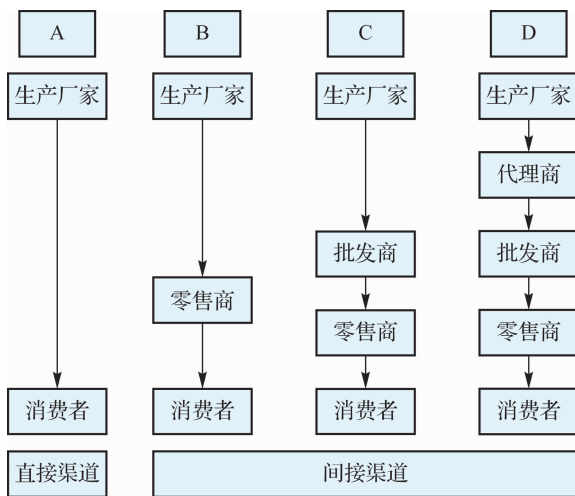 A B C D
生产厂家 生产厂家 生产厂家 生产厂家
代理商
批发商 批发商
零售商
零售商 零售商
消费者 消费者 消费者 消费者
直接渠道 间接渠道